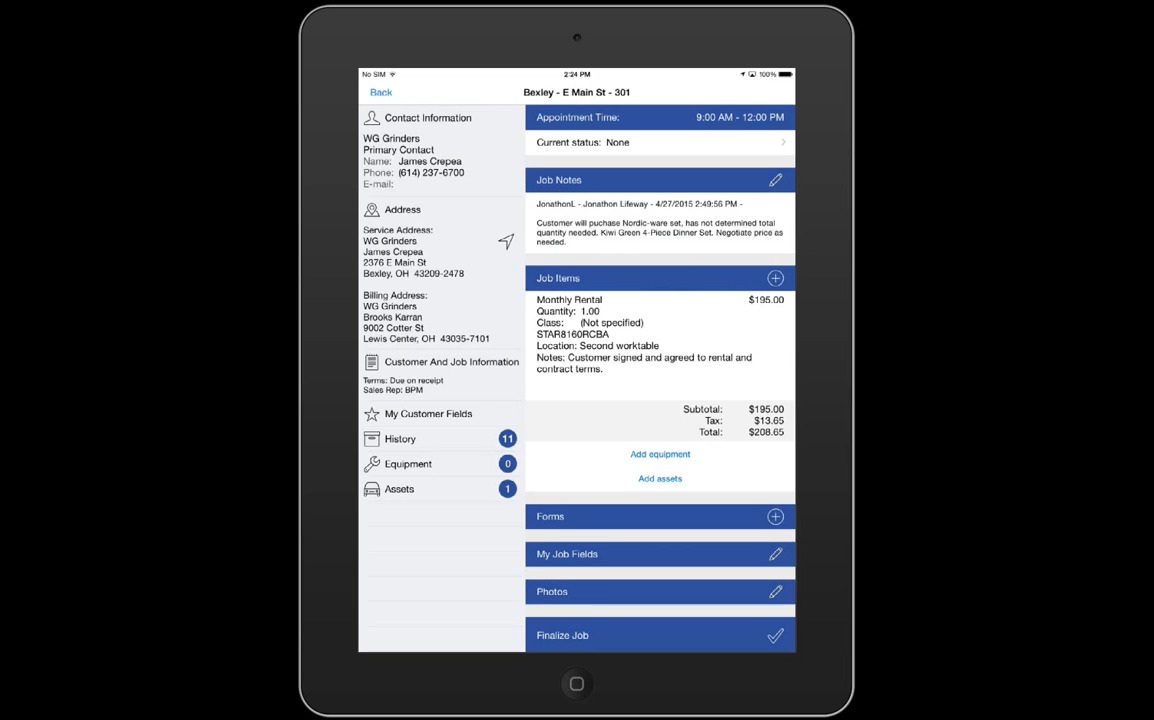 No SIM
2:24 PM
100%
Back
Bexley - E Main St - 301
Contact Information
WG Grinders
Primary Contact
Name: James Crepea
Phone: (614) 237-6700
E-mail:
Address
Service Address:
WG Grinders
James Crepea
2376 E Main St
Bexley, OH 43209-2478
Billing Address:
WG Grinders
Brooks Karran
9002 Cotter St
Lewis Center, OH 43035-7101
Customer And Job Information
Terms: Due on receipt
Sales Rep: BPM
My Customer Fields
History 11
Equipment 0
Assets 1
Appointment Time: 9:00 AM - 12:00 PM
Current status: None
Job Notes
JonathonL - Jonathon Lifeway - 4/27/2015 2:49:56 PM -
Customer will puchase Nordic-ware set, has not determined total
quantity needed. Kiwi Green 4-Piece Dinner Set. Negotiate price as
needed.
Job Items
Monthly Rental $195.00
Quantity: 1.00
Class: (Not specified)
STAR8160RCBA
Location: Second worktable
Notes: Customer signed and agreed to rental and
contract terms.
Subtotal: $195.00
Tax: $13.65
Total: $208.65
Add equipment
Add assets
Forms
My Job Fields
Photos
Finalize Job